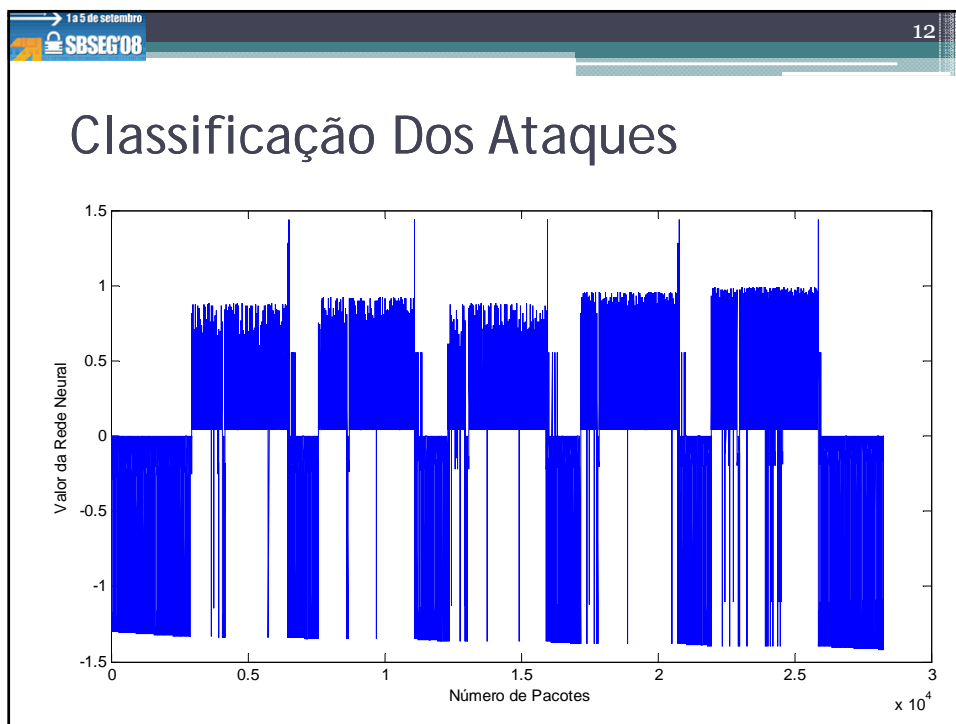 1 a 5 de setembro
SBSEG'08
12
Classificação Dos Ataques
1.5
1
0.5
0
-0.5
-1
-1.5
Valor da Rede Neural
0
0.5
1
1.5
2
2.5
3
Número de Pacotes
x 10^4